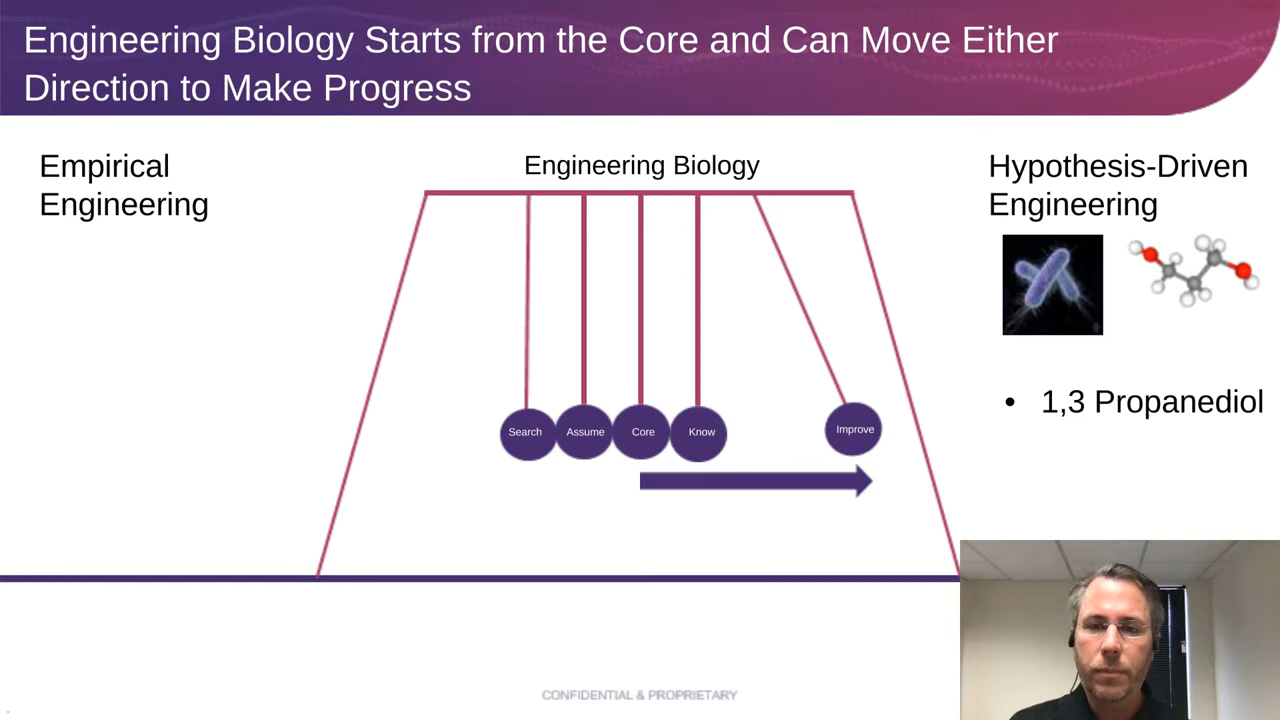 Engineering Biology Starts from the Core and Can Move Either
Direction to Make Progress
Empirical
Engineering
Engineering Biology
Hypothesis-Driven
Engineering
• 1,3 Propanediol
Search
Assume
Core
Know
Improve
CONFIDENTIAL & PROPRIETARY